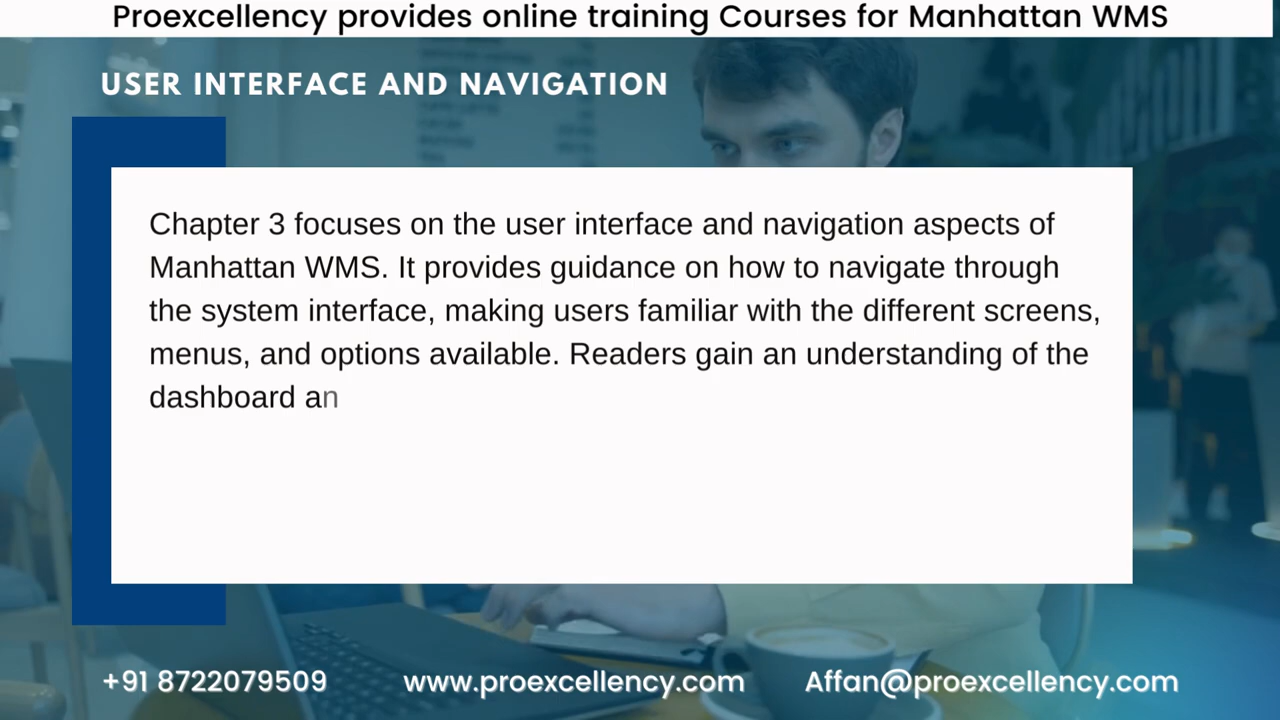 Proexcellency provides online training Courses for Manhattan WMS
USER INTERFACE AND NAVIGATION
Chapter 3 focuses on the user interface and navigation aspects of
Manhattan WMS. It provides guidance on how to navigate through
the system interface, making users familiar with the different screens,
menus, and options available. Readers gain an understanding of the
dashboard an
+91 8722079509
www.proexcellency.com
Affan@proexcellency.com